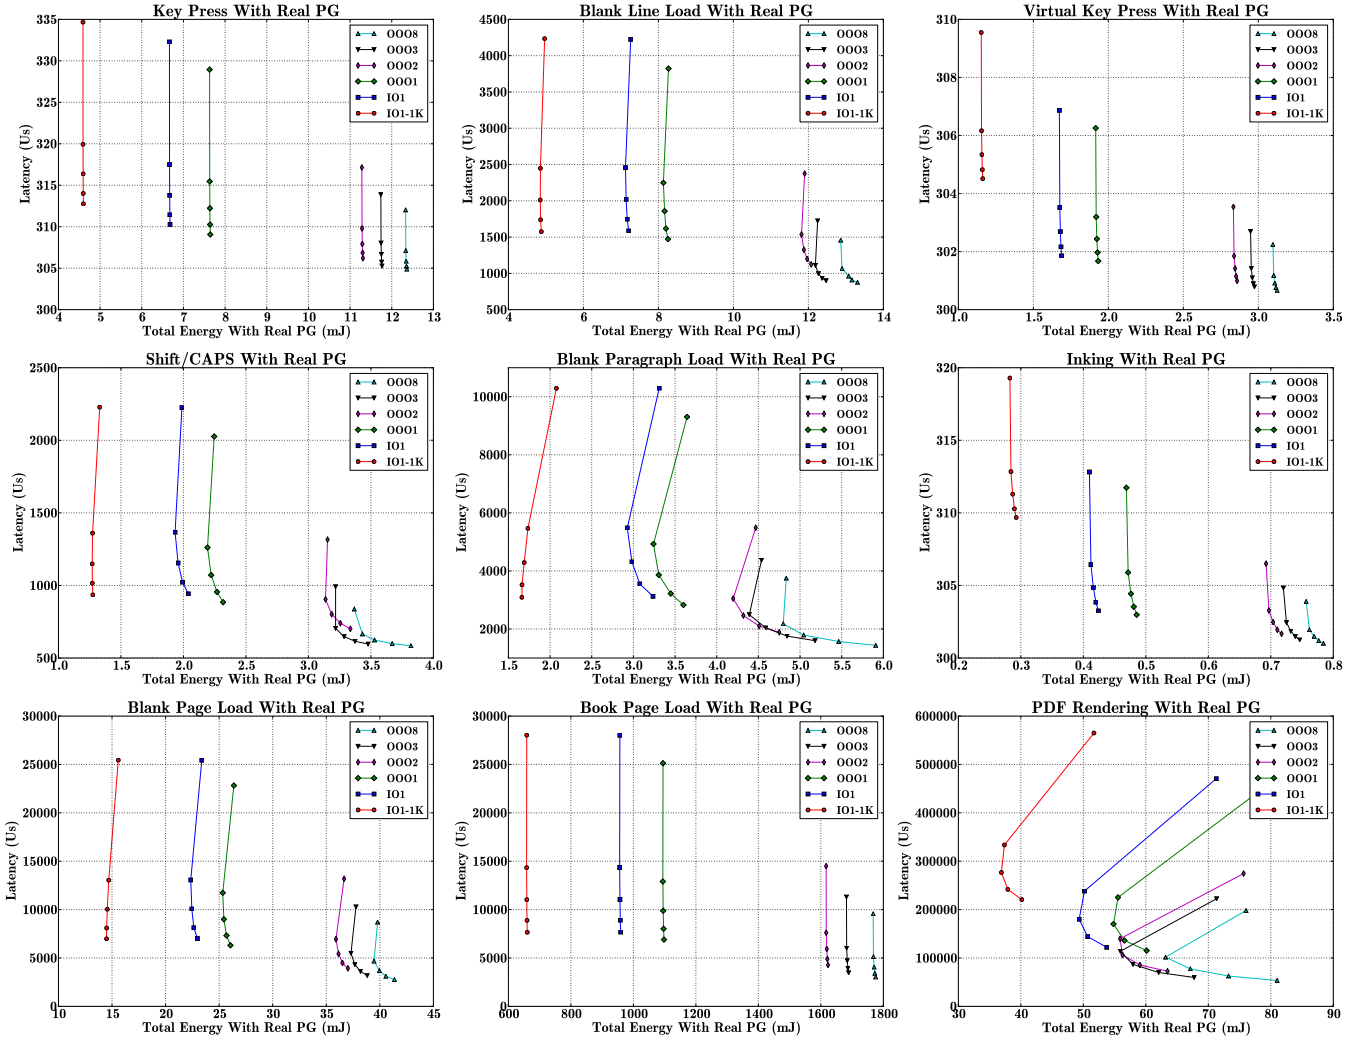 Key Press With Real PG
335
330
325
320
315
310
305
300
Latency (Us)
4 5 6 7 8 9 10 11 12 13
Total Energy With Real PG (mJ)
OOO8
OOO3
OOO2
OOO1
IO1
IO1-1K
Blank Line Load With Real PG
4500
4000
3500
3000
2500
2000
1500
1000
500
Latency (Us)
4 6 8 10 12 14
Total Energy With Real PG (mJ)
OOO8
OOO3
OOO2
OOO1
IO1
IO1-1K
Virtual Key Press With Real PG
310
308
306
304
302
300
Latency (Us)
1.0 1.5 2.0 2.5 3.0 3.5
Total Energy With Real PG (mJ)
OOO8
OOO3
OOO2
OOO1
IO1
IO1-1K
Shift/CAPS With Real PG
2500
2000
1500
1000
500
Latency (Us)
1.0 1.5 2.0 2.5 3.0 3.5 4.0
Total Energy With Real PG (mJ)
OOO8
OOO3
OOO2
OOO1
IO1
IO1-1K
Blank Paragraph Load With Real PG
10000
8000
6000
4000
2000
Latency (Us)
1.5 2.0 2.5 3.0 3.5 4.0 4.5 5.0 5.5 6.0
Total Energy With Real PG (mJ)
OOO8
OOO3
OOO2
OOO1
IO1
IO1-1K
Inking With Real PG
320
315
310
305
300
Latency (Us)
0.2 0.3 0.4 0.5 0.6 0.7 0.8
Total Energy With Real PG (mJ)
OOO8
OOO3
OOO2
OOO1
IO1
IO1-1K
Blank Page Load With Real PG
30000
25000
20000
15000
10000
5000
0
Latency (Us)
10 15 20 25 30 35 40 45
Total Energy With Real PG (mJ)
OOO8
OOO3
OOO2
OOO1
IO1
IO1-1K
Book Page Load With Real PG
30000
25000
20000
15000
10000
5000
0
Latency (Us)
600 800 1000 1200 1400 1600 1800
Total Energy With Real PG (mJ)
OOO8
OOO3
OOO2
OOO1
IO1
IO1-1K
PDF Rendering With Real PG
600000
500000
400000
300000
200000
100000
0
Latency (Us)
30 40 50 60 70 80 90
Total Energy With Real PG (mJ)
OOO8
OOO3
OOO2
OOO1
IO1
IO1-1K